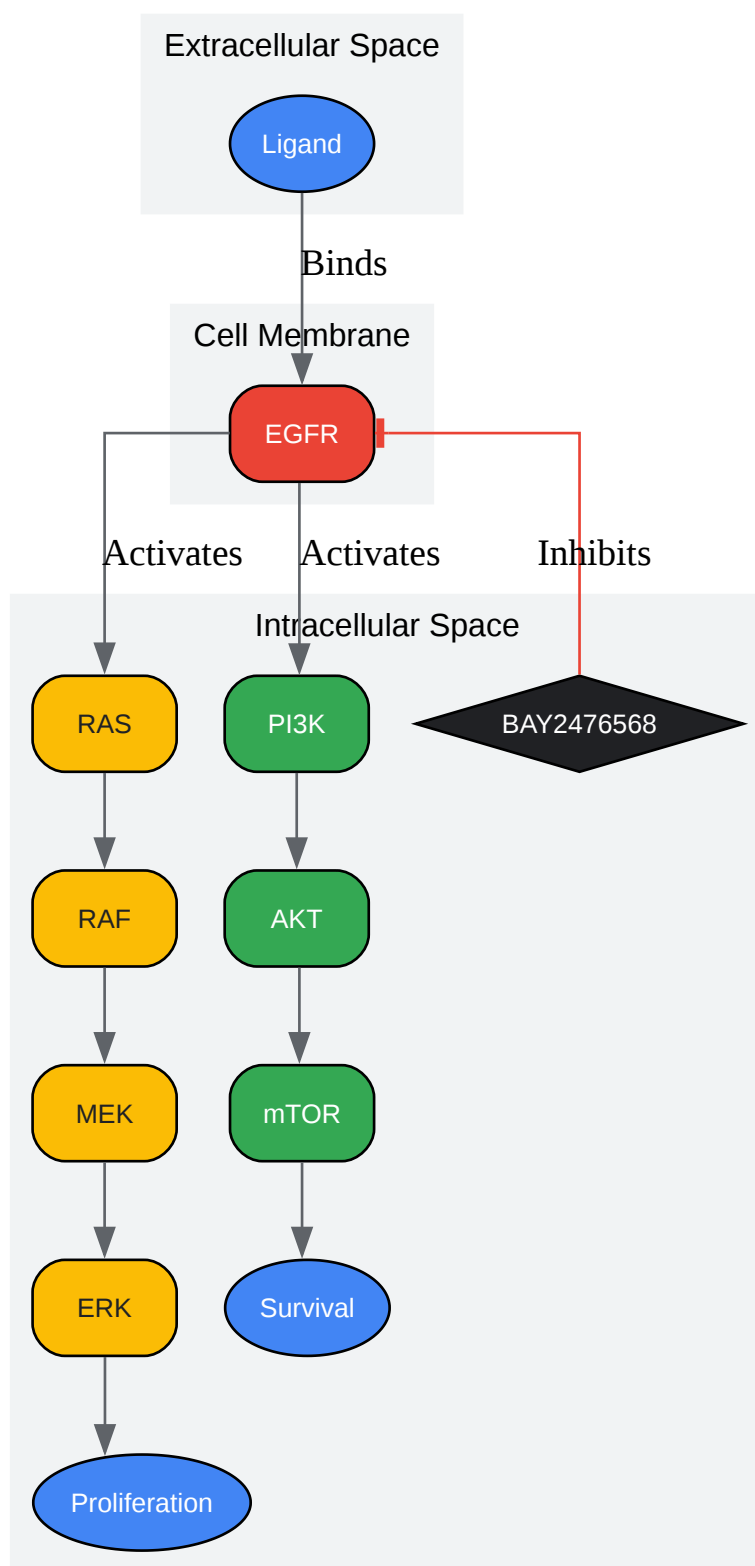 Extracellular Space
Ligand
Binds
Cell Membrane
EGFR
Activates
Activates
Inhibits
Intracellular Space
RAS
PI3K
BAY2476568
RAF
AKT
MEK
mTOR
ERK
Survival
Proliferation